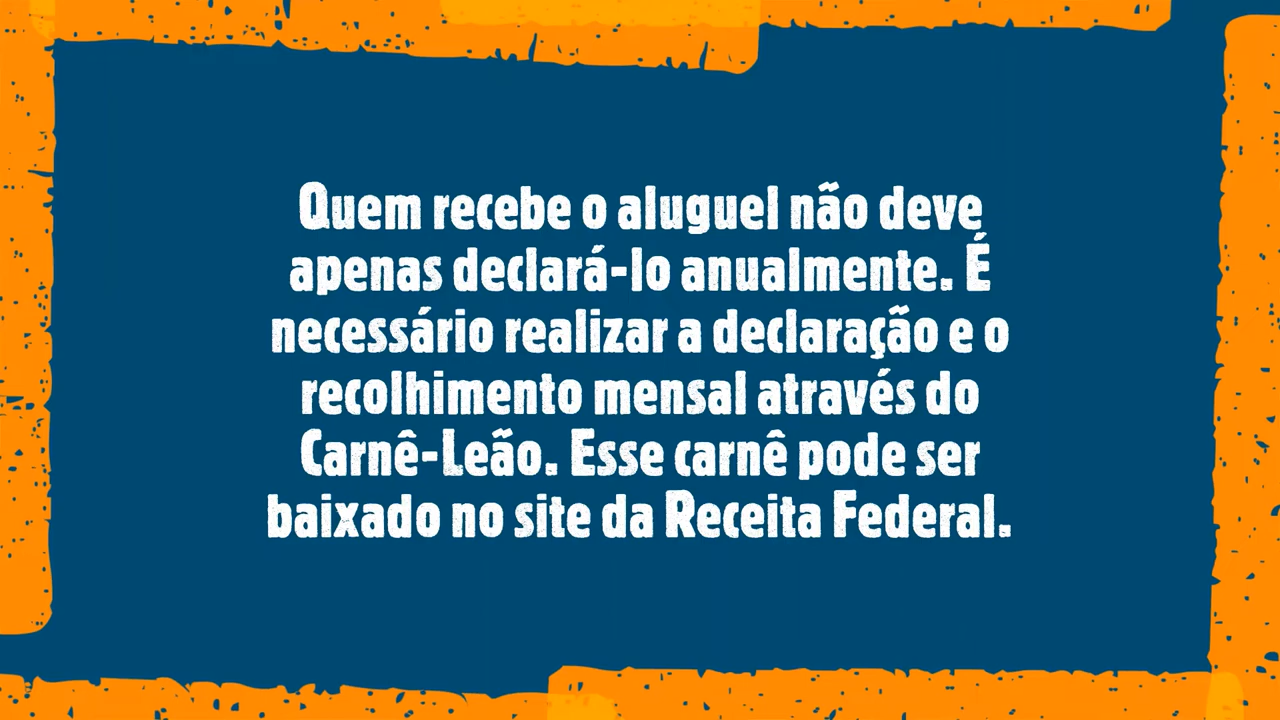 Quem recebe o aluguel não deve
apenas declará-lo anualmente. É
necessário realizar a declaração e o
recolhimento mensal através do
Carnê-Leão. Esse carnê pode ser
baixado no site da Receita Federal.